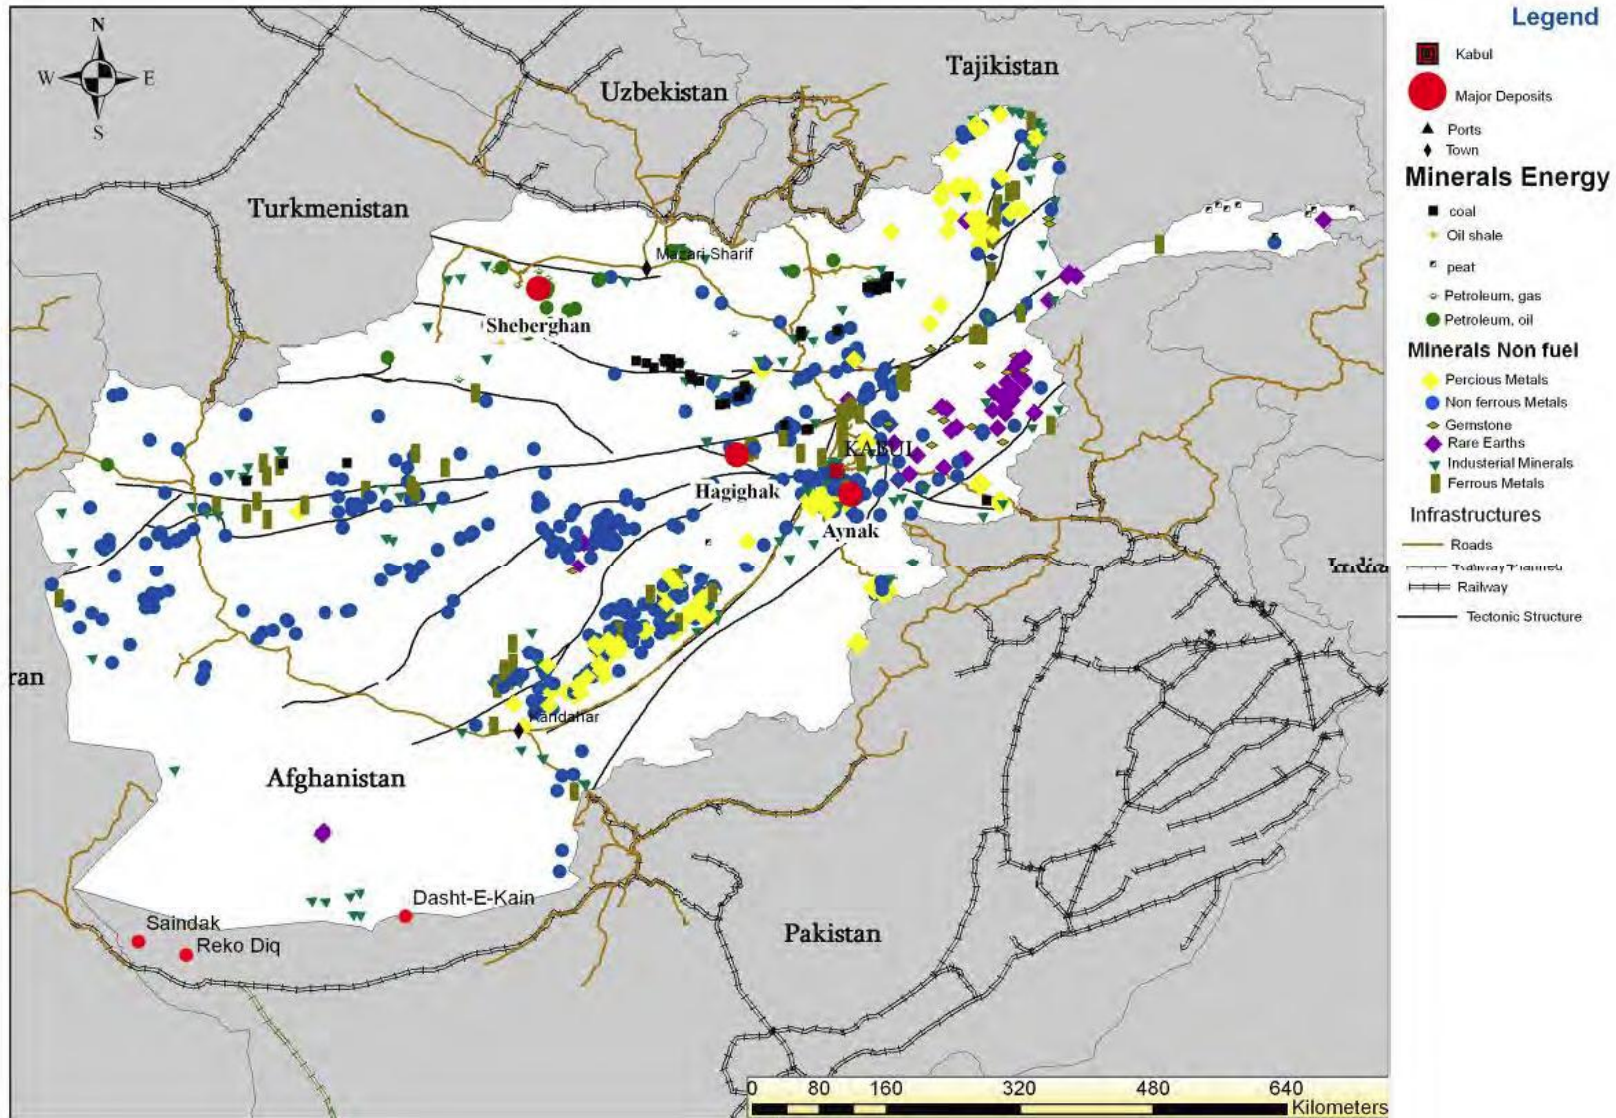 N
W E
S
Tajikistan
Uzbekistan
Turkmenistan
Mazari Sharif
Sheberghan
KABUL
Hagighak
Aynak
India
ran
Kandahar
Afghanistan
Dasht-E-Kain
Saindak
Reko Diq
Pakistan
0 80 160 320 480 640
Kilometers
Legend
Kabul
Major Deposits
Ports
Town
Minerals Energy
coal
Oil shale
peat
Petroleum, gas
Petroleum, oil
Minerals Non fuel
Percious Metals
Non ferrous Metals
Gemstone
Rare Earths
Industerial Minerals
Ferrous Metals
Infrastructures
Roads
Railway Planned
Railway
Tectonic Structure